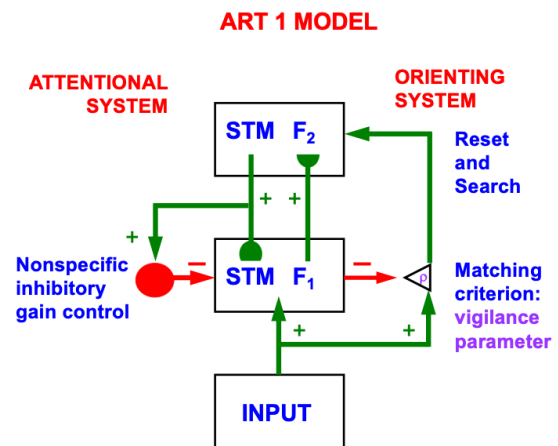 ART 1 MODEL
ATTENTIONAL
SYSTEM
ORIENTING
SYSTEM
STM F₂
Reset
and
Search
+ +
+
Nonspecific
inhibitory
gain control
−
STM F₁
−
ρ
Matching
criterion:
vigilance
parameter
+ +
INPUT